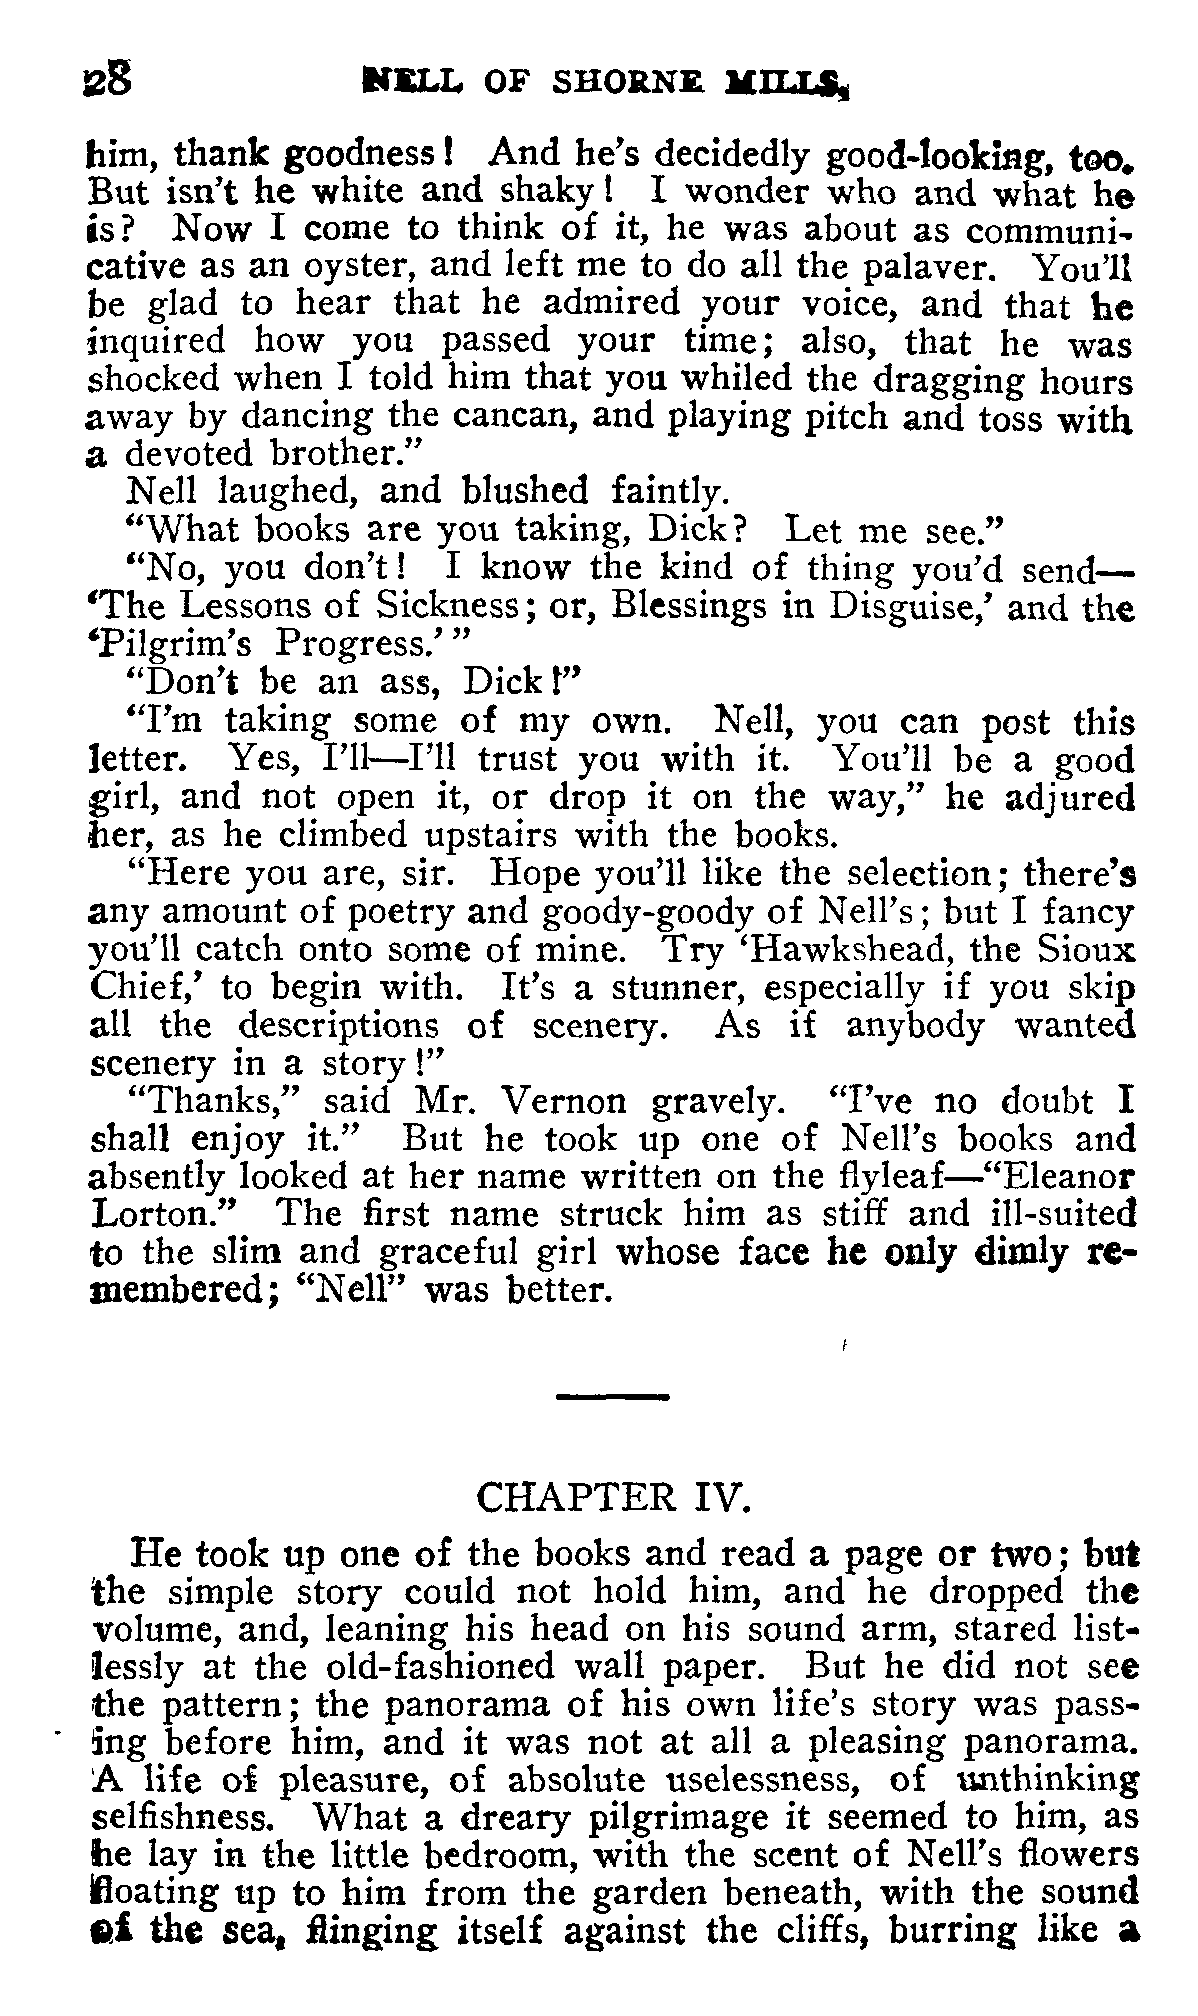 28 NELL OF SHORNE MILLS.
him, thank goodness! And he's decidedly good-looking, too.
But isn't he white and shaky! I wonder who and what he
is? Now I come to think of it, he was about as communi-
cative as an oyster, and left me to do all the palaver. You'll
be glad to hear that he admired your voice, and that he
inquired how you passed your time; also, that he was
shocked when I told him that you whiled the dragging hours
away by dancing the cancan, and playing pitch and toss with
a devoted brother."
Nell laughed, and blushed faintly.
"What books are you taking, Dick? Let me see."
"No, you don't! I know the kind of thing you'd send—
'The Lessons of Sickness; or, Blessings in Disguise,' and the
'Pilgrim's Progress.'"
"Don't be an ass, Dick!"
"I'm taking some of my own. Nell, you can post this
letter. Yes, I'll—I'll trust you with it. You'll be a good
girl, and not open it, or drop it on the way," he adjured
her, as he climbed upstairs with the books.
"Here you are, sir. Hope you'll like the selection; there's
any amount of poetry and goody-goody of Nell's; but I fancy
you'll catch onto some of mine. Try 'Hawkshead, the Sioux
Chief,' to begin with. It's a stunner, especially if you skip
all the descriptions of scenery. As if anybody wanted
scenery in a story!"
"Thanks," said Mr. Vernon gravely. "I've no doubt I
shall enjoy it." But he took up one of Nell's books and
absently looked at her name written on the flyleaf—"Eleanor
Lorton." The first name struck him as stiff and ill-suited
to the slim and graceful girl whose face he only dimly re-
membered; "Nell" was better.
CHAPTER IV.
He took up one of the books and read a page or two; but
the simple story could not hold him, and he dropped the
volume, and, leaning his head on his sound arm, stared list-
lessly at the old-fashioned wall paper. But he did not see
the pattern; the panorama of his own life's story was pass-
ing before him, and it was not at all a pleasing panorama.
A life of pleasure, of absolute uselessness, of unthinking
selfishness. What a dreary pilgrimage it seemed to him, as
he lay in the little bedroom, with the scent of Nell's flowers
floating up to him from the garden beneath, with the sound
of the sea, flinging itself against the cliffs, burring like a